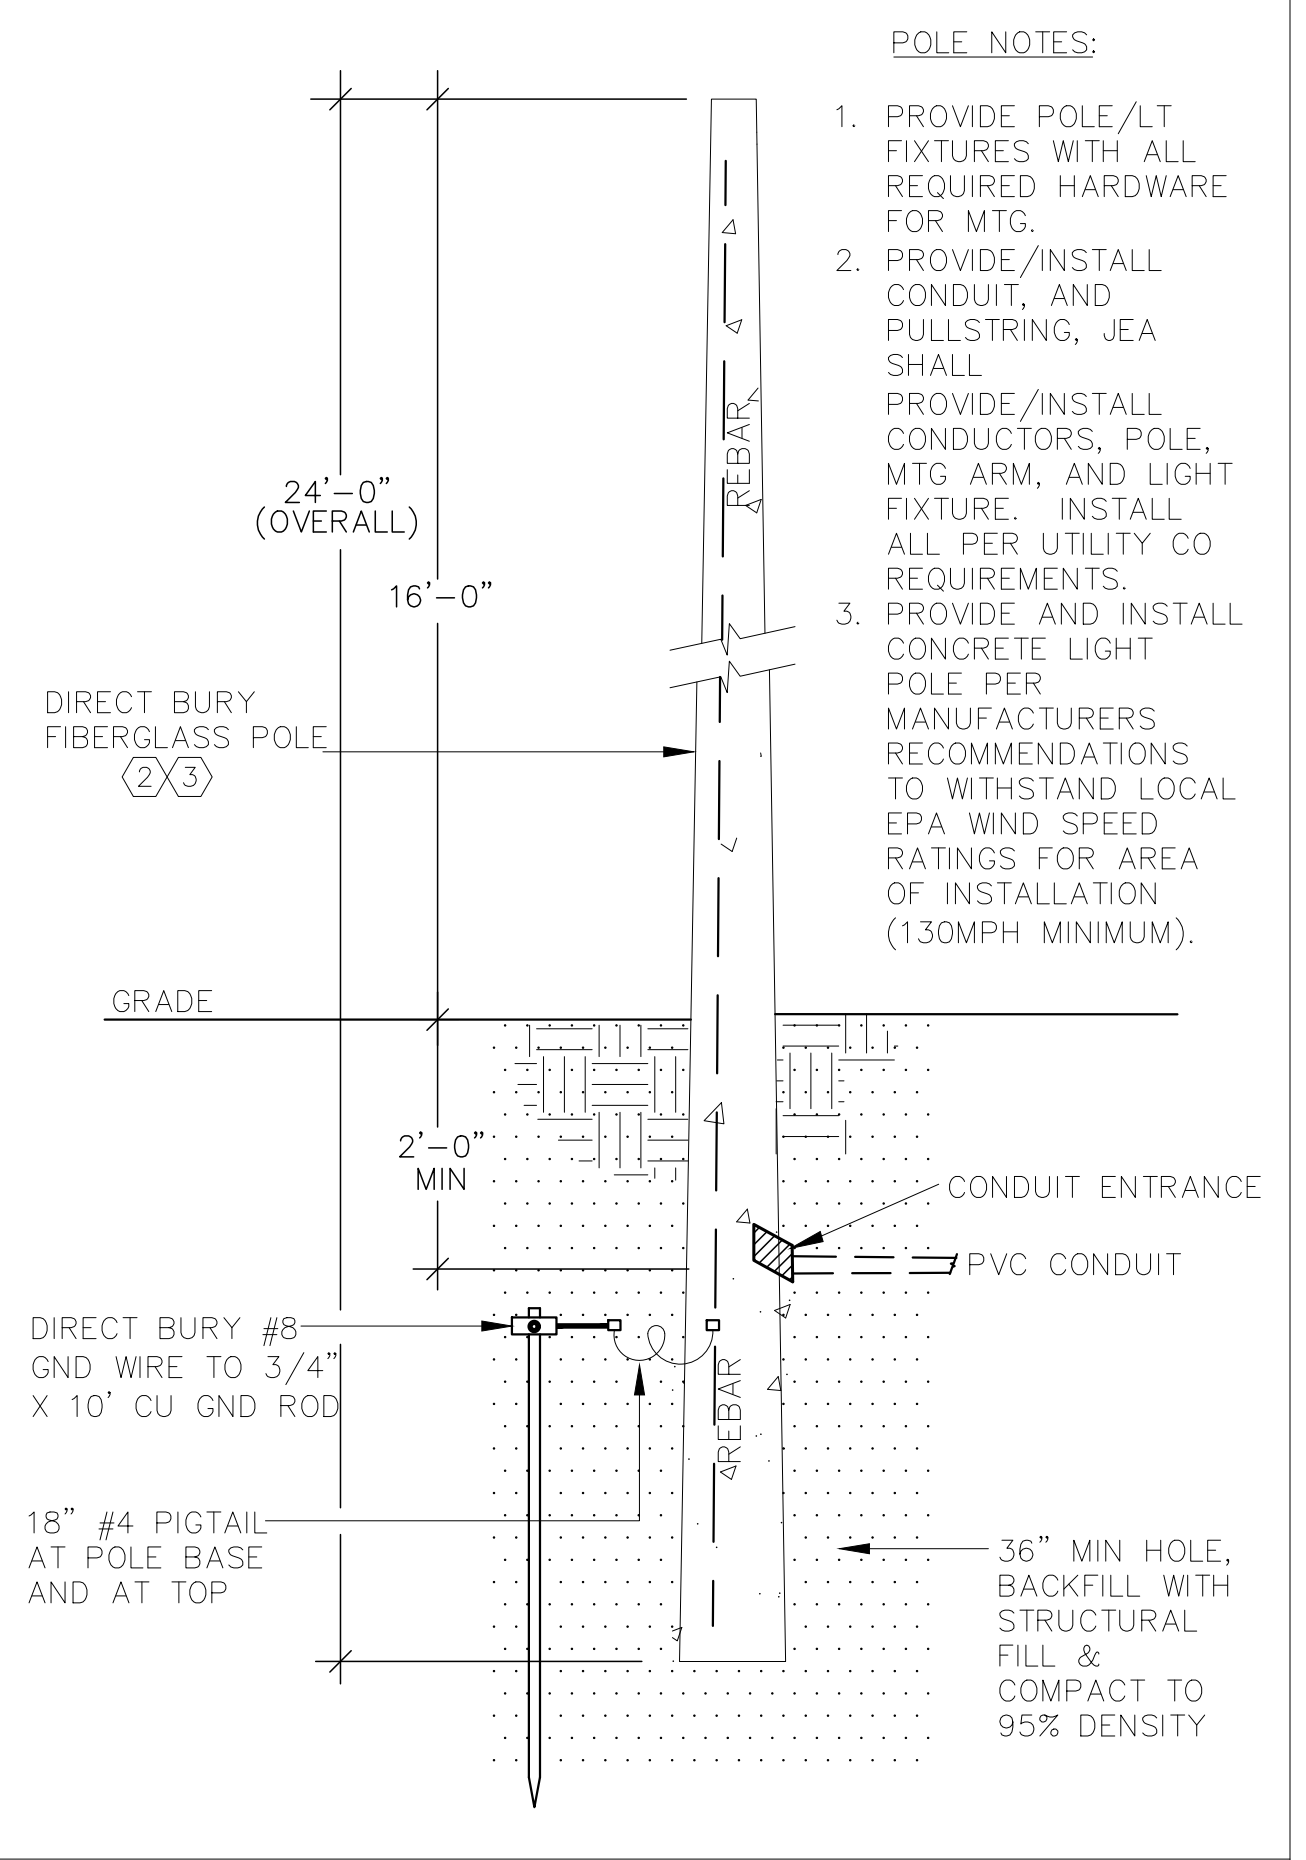 POLE NOTES:
1. PROVIDE POLE/LT
FIXTURES WITH ALL
REQUIRED HARDWARE
FOR MTG.
2. PROVIDE/INSTALL
CONDUIT, AND
PULLSTRING, JEA
SHALL
PROVIDE/INSTALL
CONDUCTORS, POLE,
MTG ARM, AND LIGHT
FIXTURE. INSTALL
ALL PER UTILITY CO
REQUIREMENTS.
3. PROVIDE AND INSTALL
CONCRETE LIGHT
POLE PER
MANUFACTURERS
RECOMMENDATIONS
TO WITHSTAND LOCAL
EPA WIND SPEED
RATINGS FOR AREA
OF INSTALLATION
(130MPH MINIMUM).
REBAR
24'-0"
(OVERALL)
16'-0"
DIRECT BURY
FIBERGLASS POLE
2 3
GRADE
2'-0"
MIN
CONDUIT ENTRANCE
PVC CONDUIT
DIRECT BURY #8
GND WIRE TO 3/4"
X 10' CU GND ROD
REBAR
18" #4 PIGTAIL
AT POLE BASE
AND AT TOP
36" MIN HOLE,
BACKFILL WITH
STRUCTURAL
FILL &
COMPACT TO
95% DENSITY